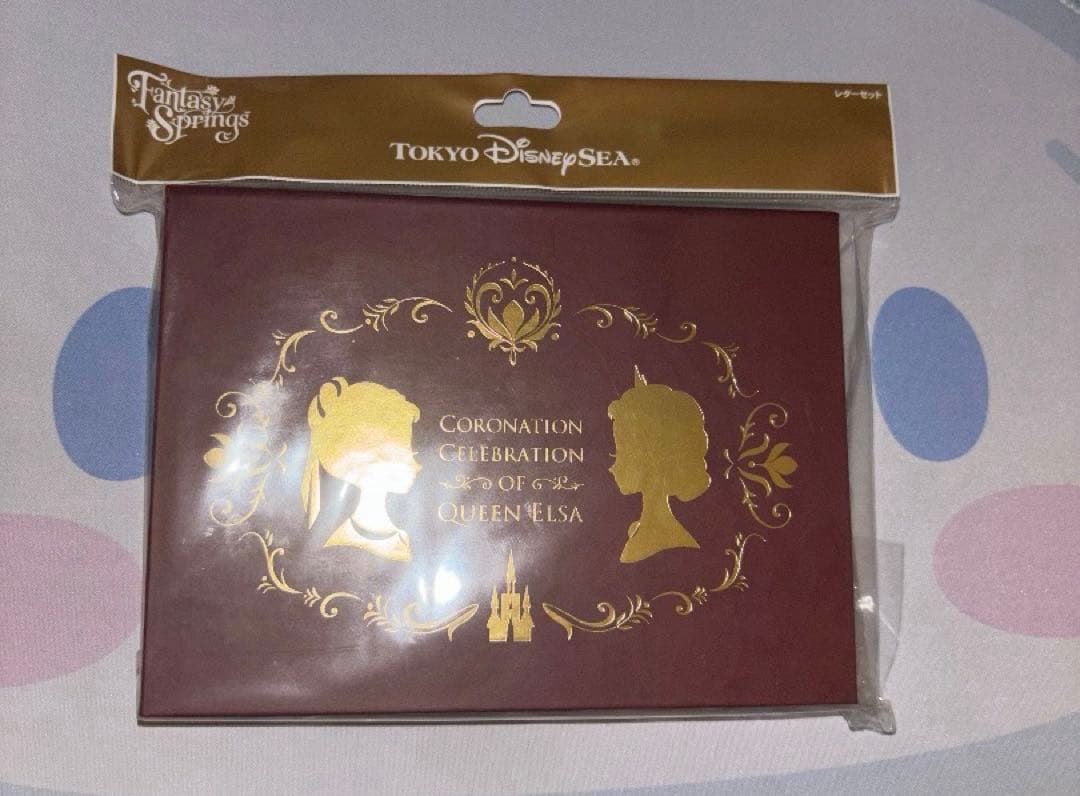 Fantasy
Springs
レターセット
TOKYO DISNEYSEA®
CORONATION
CELEBRATION
OF
QUEEN ELSA